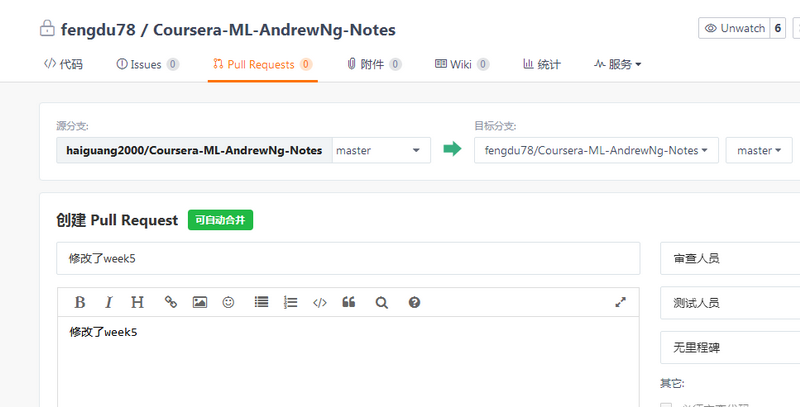 fengdu78 / Coursera-ML-AndrewNg-Notes
Unwatch 6
代码 Issues 0 Pull Requests 0 附件 0 Wiki 0 统计 服务
源分支: 目标分支:
haiguang2000/Coursera-ML-AndrewNg-Notes master fengdu78/Coursera-ML-AndrewNg-Notes master
创建 Pull Request 可自动合并
修改了week5
审查人员
B I H
修改了week5
测试人员
无里程碑
其它: